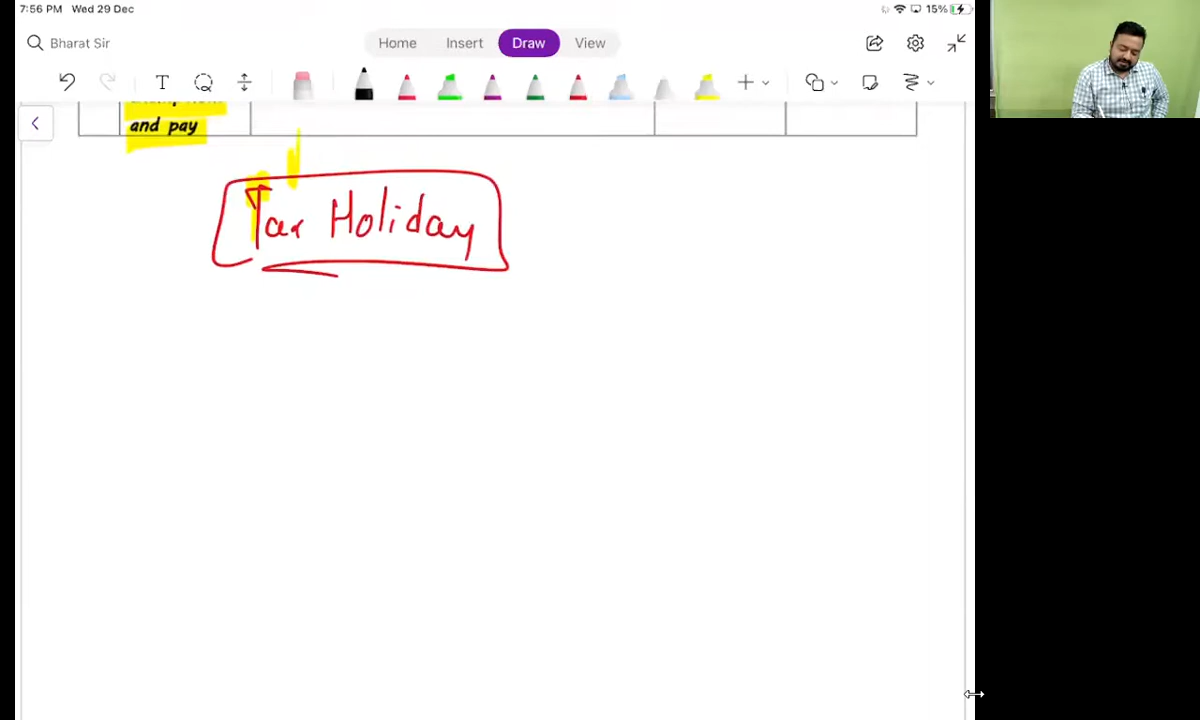 7:56 PM Wed 29 Dec
15%
Bharat Sir
Home Insert Draw View
T
and pay
Tax Holiday